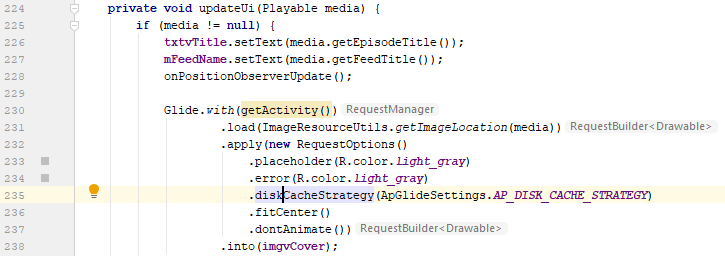 224 private void updateUi(Playable media) {
225 if (media != null) {
226 txtvTitle.setText(media.getEpisodeTitle());
227 mFeedName.setText(media.getFeedTitle());
228 onPositionObserverUpdate();
229
230 Glide.with(getActivity()) RequestManager
231 .load(ImageResourceUtils.getImageLocation(media)) RequestBuilder<Drawable>
232 .apply(new RequestOptions()
233 .placeholder(R.color.light_gray)
234 .error(R.color.light_gray)
235 .diskCacheStrategy(ApGlideSettings.AP_DISK_CACHE_STRATEGY)
236 .fitCenter()
237 .dontAnimate()) RequestBuilder<Drawable>
238 .into(imgvCover);